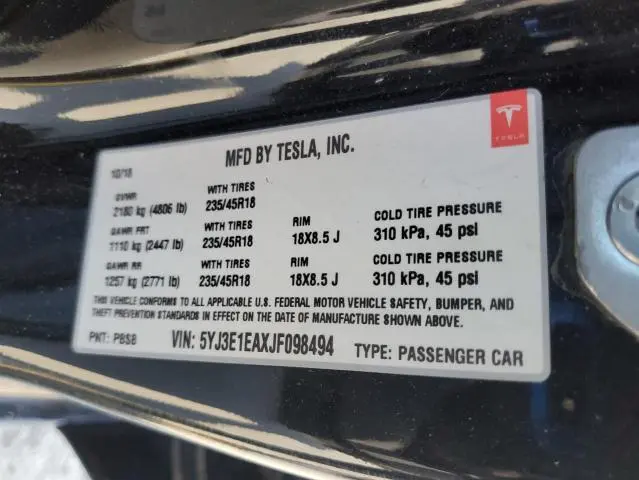 TESLA
MFD BY TESLA, INC.
10/18
GVWR WITH TIRES
2180 kg (4806 lb) 235/45R18
GAWR FRT WITH TIRES RIM COLD TIRE PRESSURE
1110 kg (2447 lb) 235/45R18 18X8.5 J 310 kPa, 45 psi
GAWR RR WITH TIRES RIM COLD TIRE PRESSURE
1257 kg (2771 lb) 235/45R18 18X8.5 J 310 kPa, 45 psi
THIS VEHICLE CONFORMS TO ALL APPLICABLE U.S. FEDERAL MOTOR VEHICLE SAFETY, BUMPER, AND
THEFT PREVENTION STANDARDS IN EFFECT ON THE DATE OF MANUFACTURE SHOWN ABOVE.
PNT: PBSB VIN: 5YJ3E1EAXJF098494 TYPE: PASSENGER CAR